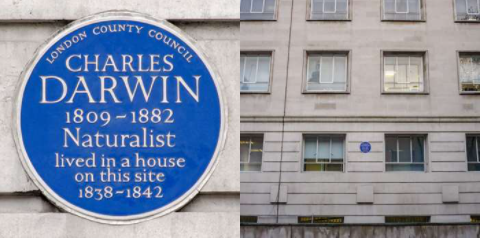 LONDON COUNTY COUNCIL
CHARLES
DARWIN
1809-1882
Naturalist
lived in a house
on this site
1838-1842